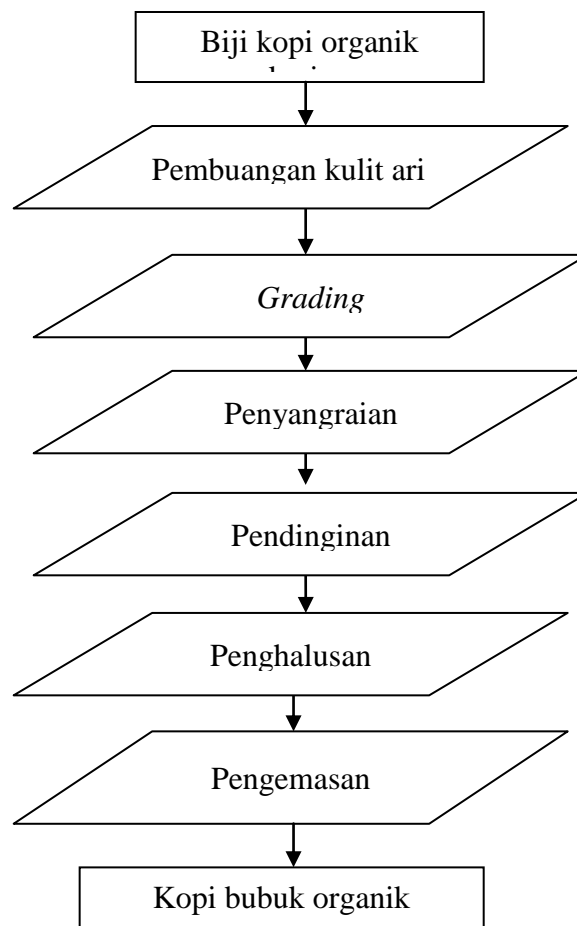 Biji kopi organik
Pembuangan kulit ari
Grading
Penyangraian
Pendinginan
Penghalusan
Pengemasan
Kopi bubuk organik